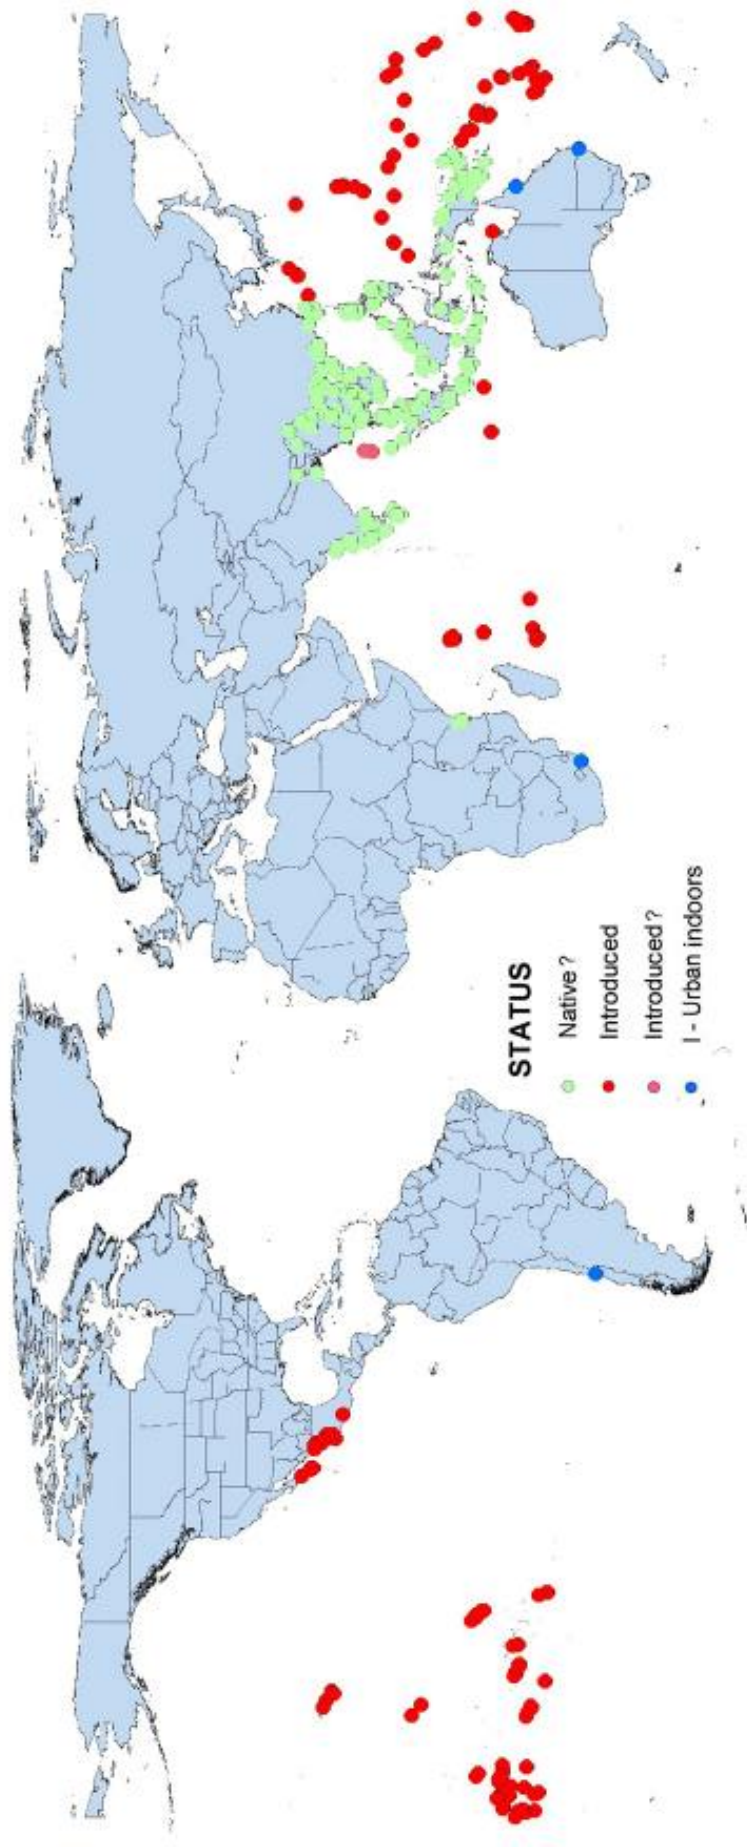 STATUS
Native?
Introduced
Introduced?
I - Urban indoors